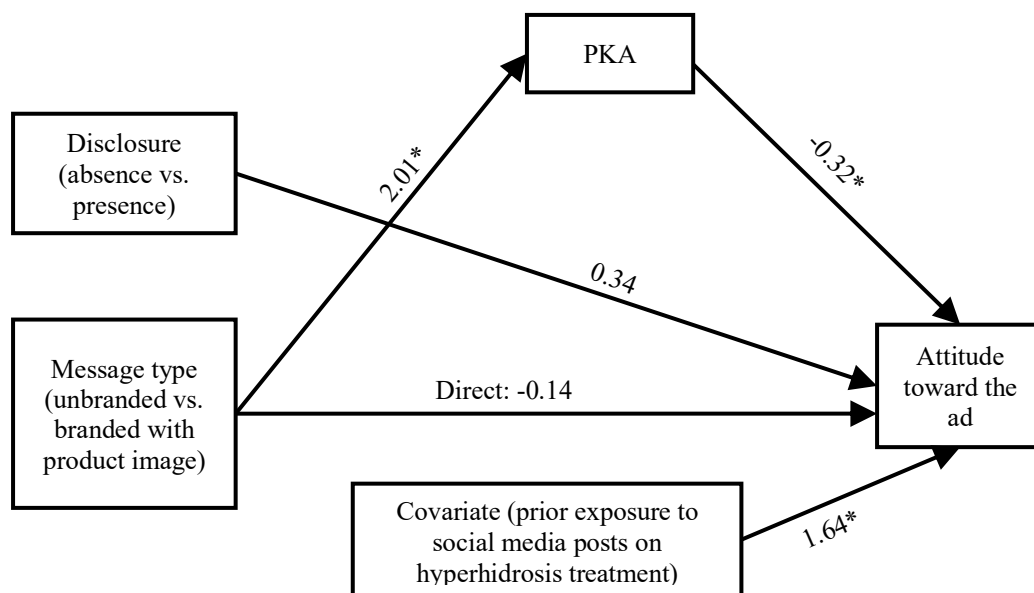 PKA
Disclosure
(absence vs.
presence)
2.01*
-0.32*
0.34
Message type
(unbranded vs.
branded with
product image)
Direct: -0.14
Attitude
toward the
ad
Covariate (prior exposure to
social media posts on
hyperhidrosis treatment)
1.64*